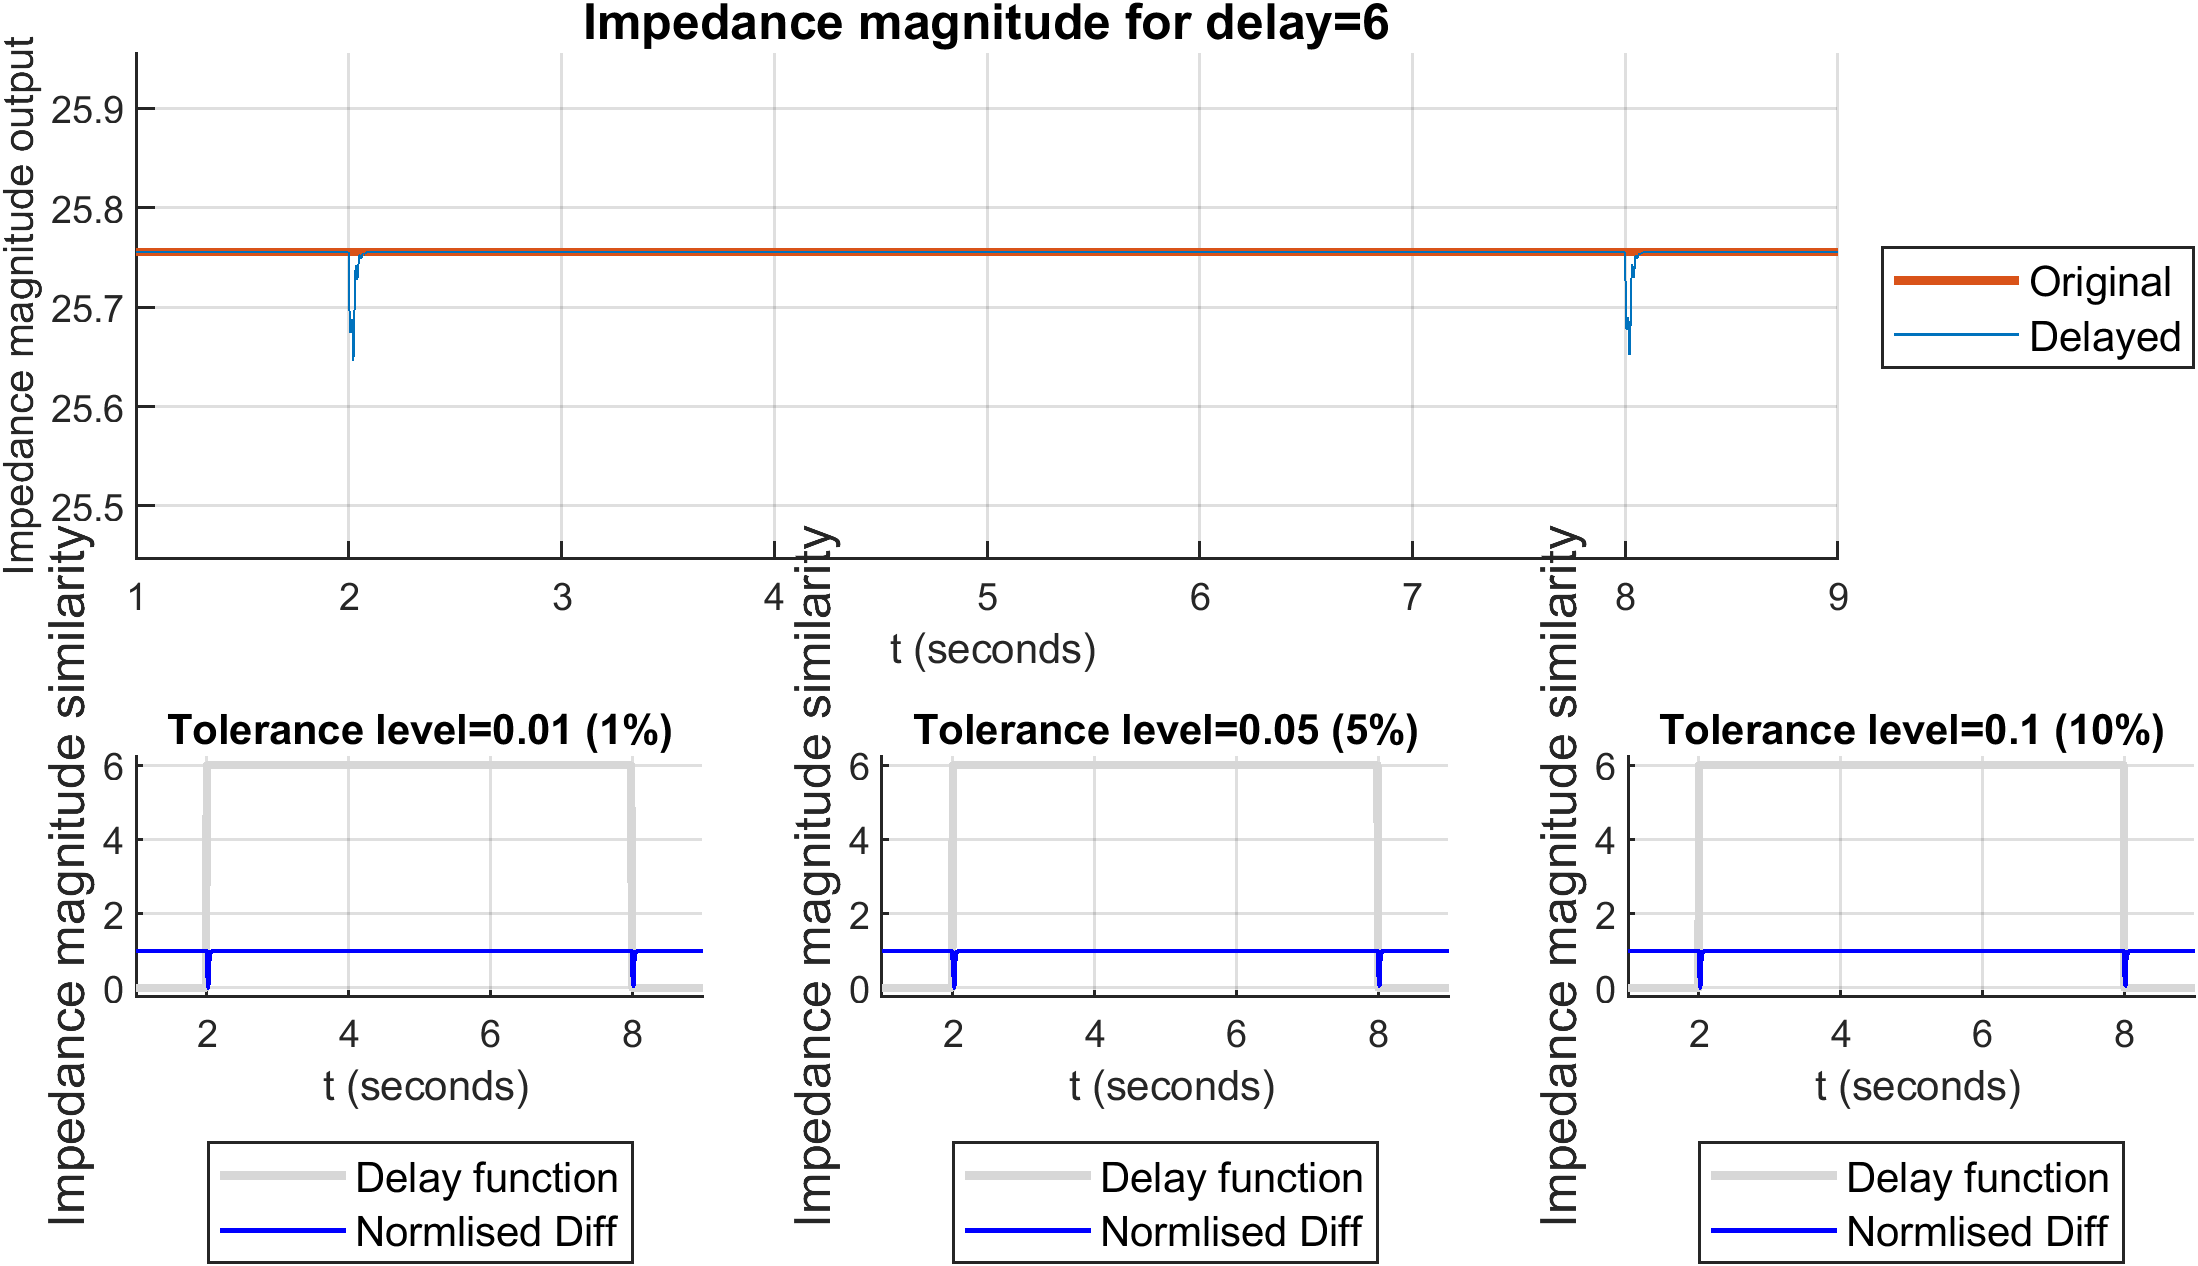 Impedance magnitude for delay=6
Impedance magnitude output
25.9
25.8
25.7
25.6
25.5
1 2 3 4 5 6 7 8 9
t (seconds)
Original
Delayed
Tolerance level=0.01 (1%)
Impedance magnitude similarity
6
4
2
0
2 4 6 8
t (seconds)
Delay function
Normlised Diff
Tolerance level=0.05 (5%)
Impedance magnitude similarity
6
4
2
0
2 4 6 8
t (seconds)
Delay function
Normlised Diff
Tolerance level=0.1 (10%)
Impedance magnitude similarity
6
4
2
0
2 4 6 8
t (seconds)
Delay function
Normlised Diff